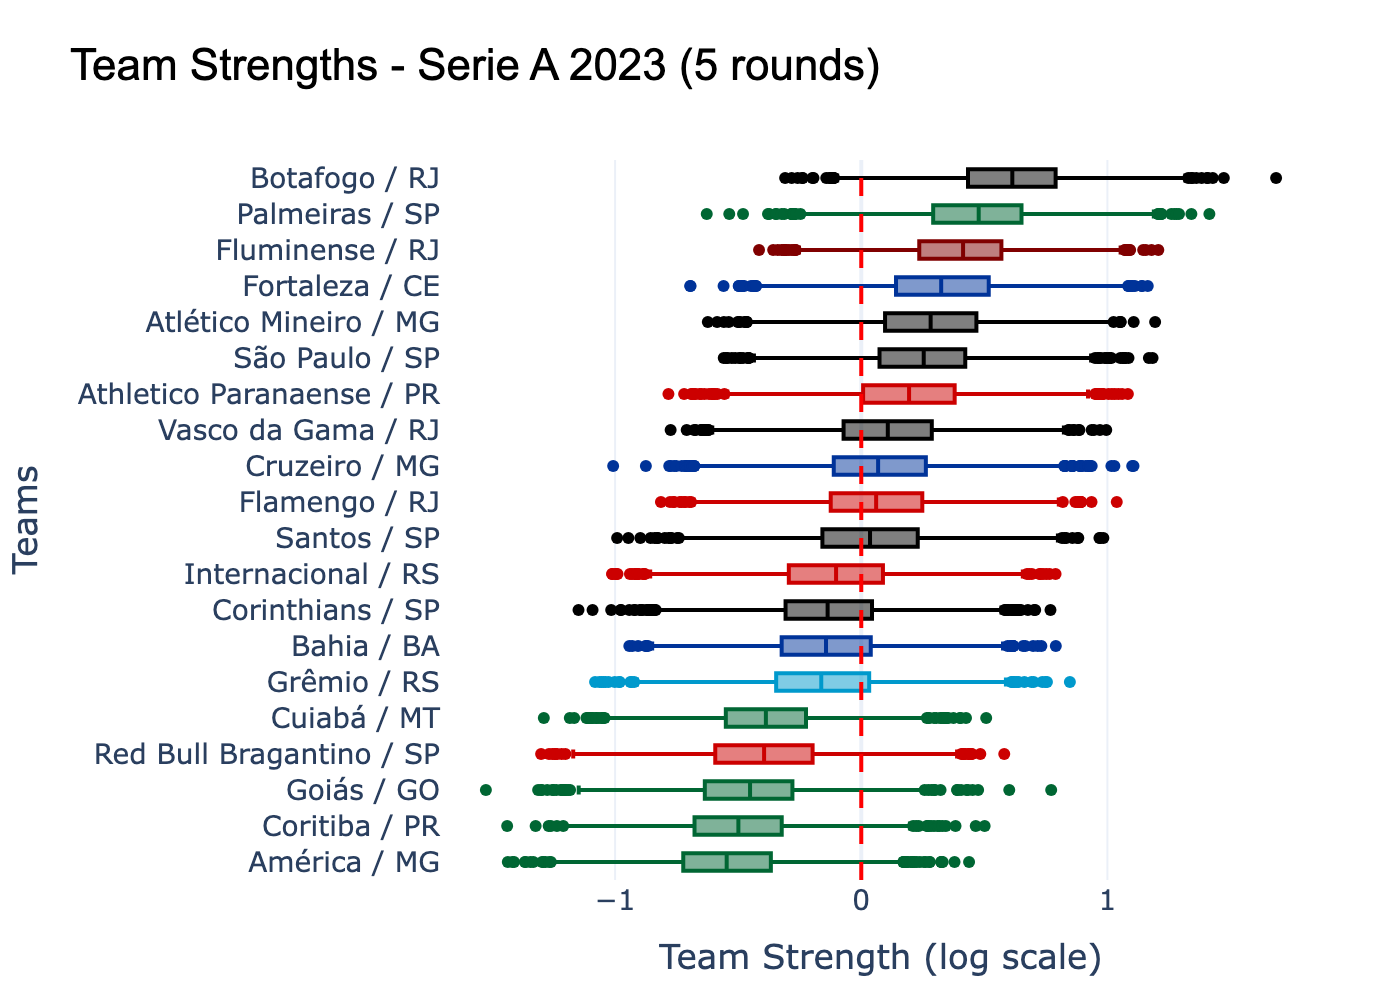 Team Strengths - Serie A 2023 (5 rounds)
Teams
Botafogo / RJ
Palmeiras / SP
Fluminense / RJ
Fortaleza / CE
Atlético Mineiro / MG
São Paulo / SP
Athletico Paranaense / PR
Vasco da Gama / RJ
Cruzeiro / MG
Flamengo / RJ
Santos / SP
Internacional / RS
Corinthians / SP
Bahia / BA
Grêmio / RS
Cuiabá / MT
Red Bull Bragantino / SP
Goiás / GO
Coritiba / PR
América / MG
−1 0 1
Team Strength (log scale)